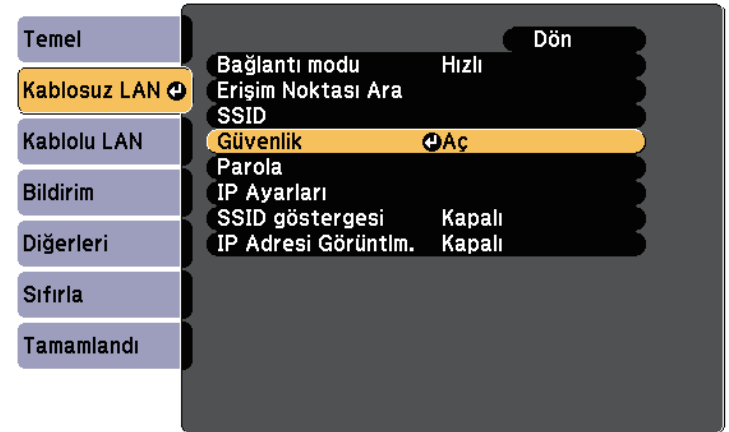 Temel
Kablosuz LAN
Kablolu LAN
Bildirim
Diğerleri
Sıfırla
Tamamlandı
Dön
Bağlantı modu Hızlı
Erişim Noktası Ara
SSID
Güvenlik Aç
Parola
IP Ayarları
SSID göstergesi Kapalı
IP Adresi Görüntlm. Kapalı